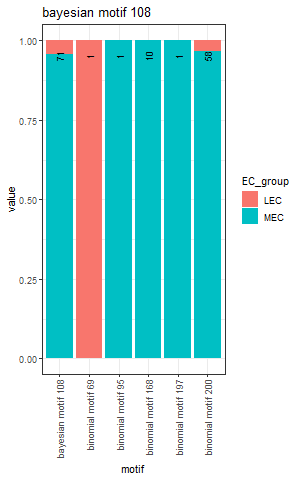 bayesian motif 108
1.00
0.75
0.50
0.25
0.00
value
71
1
1
10
1
58
bayesian motif 108
binomial motif 69
binomial motif 95
binomial motif 168
binomial motif 197
binomial motif 200
motif
EC_group
LEC
MEC